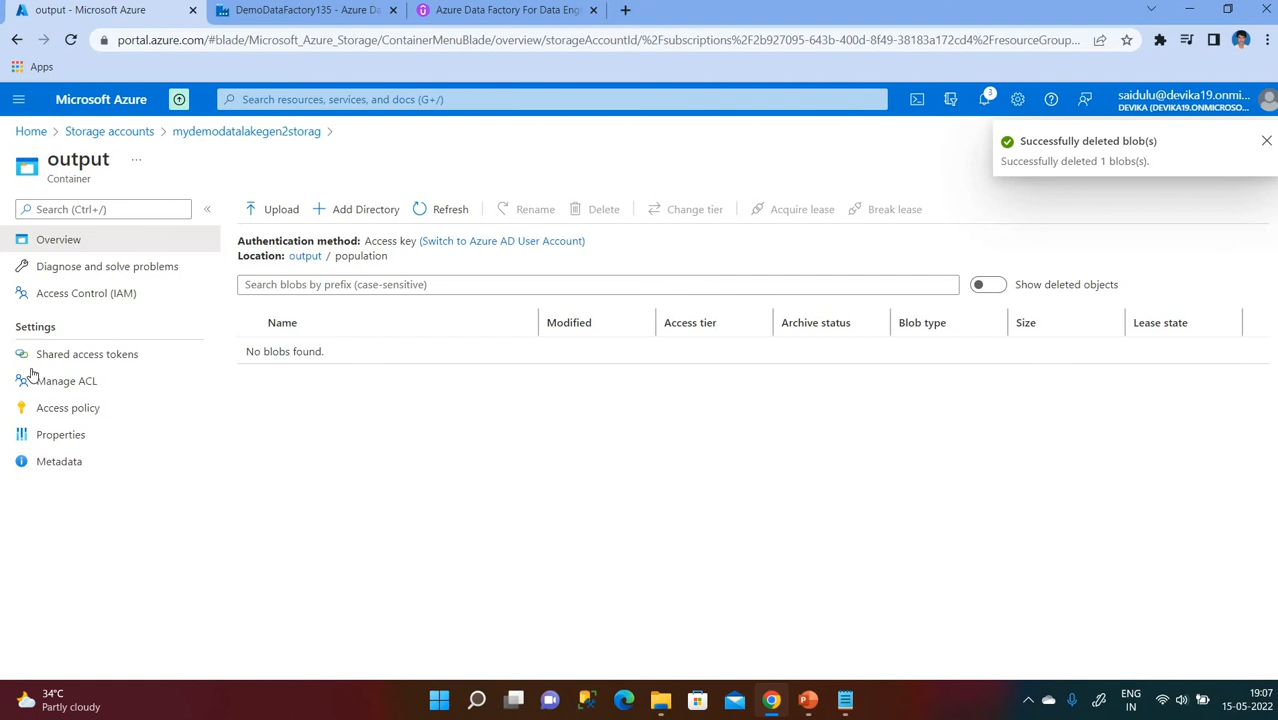 output - Microsoft Azure
DemoDataFactory135 - Azure Da
Azure Data Factory For Data Engi
portal.azure.com/#blade/Microsoft_Azure_Storage/ContainerMenuBlade/overview/storageAccountId/%2Fsubscriptions%2F2b927095-643b-400d-8f49-38183a172cd4%2FresourceGroup...
Apps
Microsoft Azure
Search resources, services, and docs (G+/)
3
saidulu@devika19.onmi...
DEVIKA (DEVIKA19.ONMICROSO...
Home > Storage accounts > mydemodatalakegen2storag >
Successfully deleted blob(s)
Successfully deleted 1 blobs(s).
output
...
Container
Search (Ctrl+/)
«
Upload
Add Directory
Refresh
Rename
Delete
Change tier
Acquire lease
Break lease
Overview
Diagnose and solve problems
Access Control (IAM)
Settings
Shared access tokens
Manage ACL
Access policy
Properties
Metadata
Authentication method: Access key (Switch to Azure AD User Account)
Location: output / population
Search blobs by prefix (case-sensitive)
Show deleted objects
Name
Modified
Access tier
Archive status
Blob type
Size
Lease state
No blobs found.
34°C
Partly cloudy
ENG
IN
19:07
15-05-2022